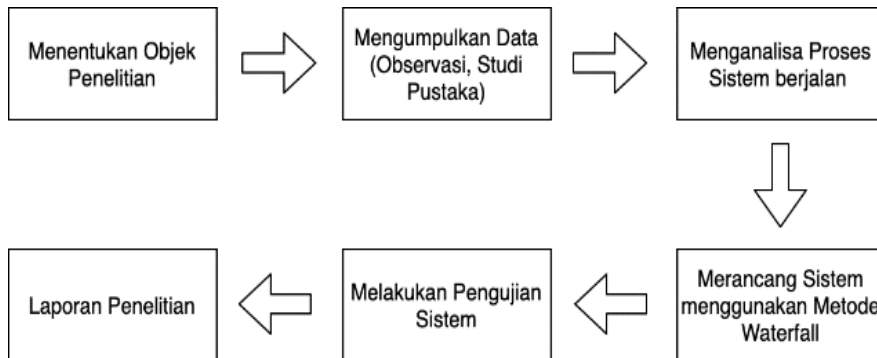 Menentukan Objek
Penelitian
Mengumpulkan Data
(Observasi, Studi
Pustaka)
Menganalisa Proses
Sistem berjalan
Merancang Sistem
menggunakan Metode
Waterfall
Melakukan Pengujian
Sistem
Laporan Penelitian